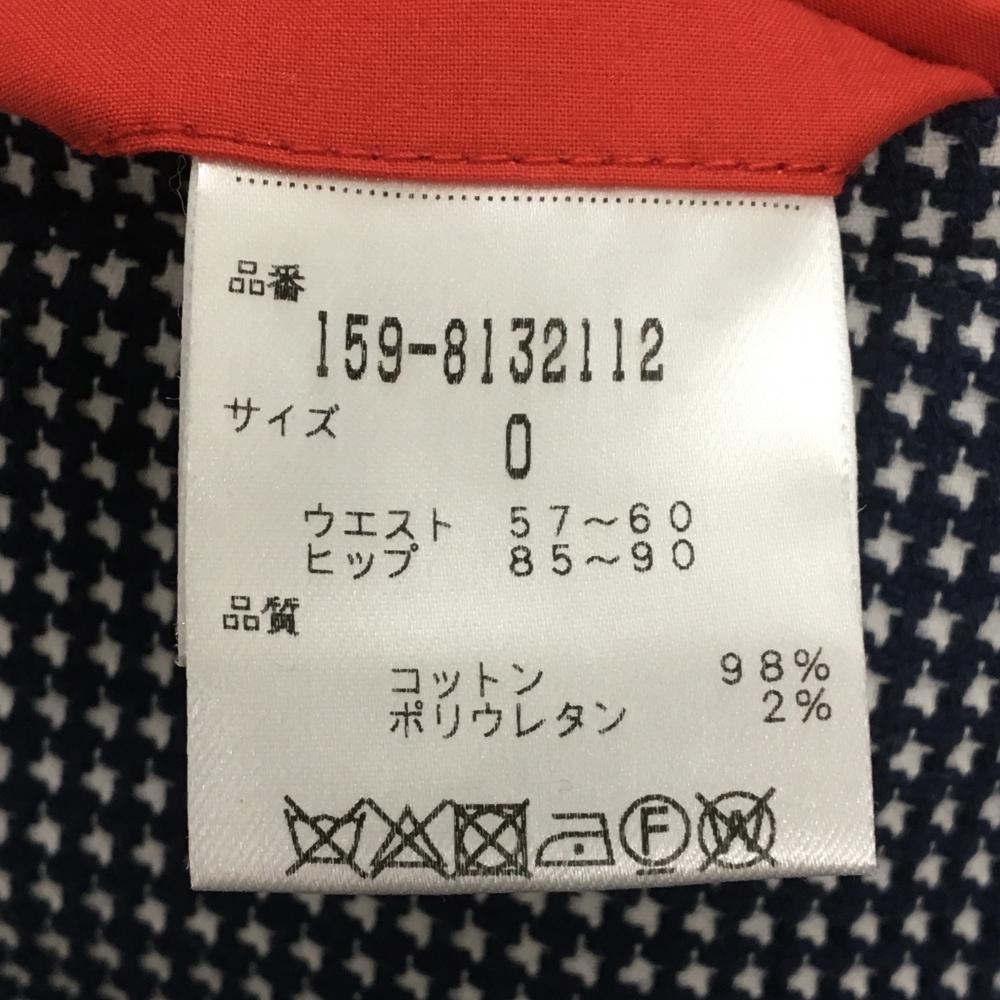 品番
159-8132112
サイズ
0
ウエスト 57~60
ヒップ 85~90
品質
コットン 98%
ポリウレタン 2%
F W